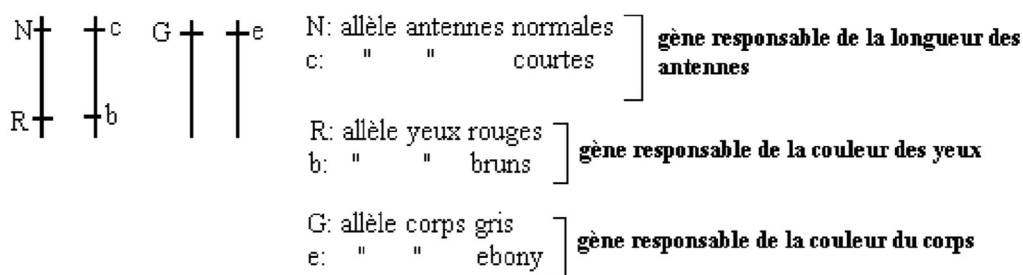 N c G e
R b
N: allèle antennes normales
c: " " courtes
gène responsable de la longueur des
antennes
R: allèle yeux rouges
b: " " bruns
gène responsable de la couleur des yeux
G: allèle corps gris
e: " " ebony
gène responsable de la couleur du corps